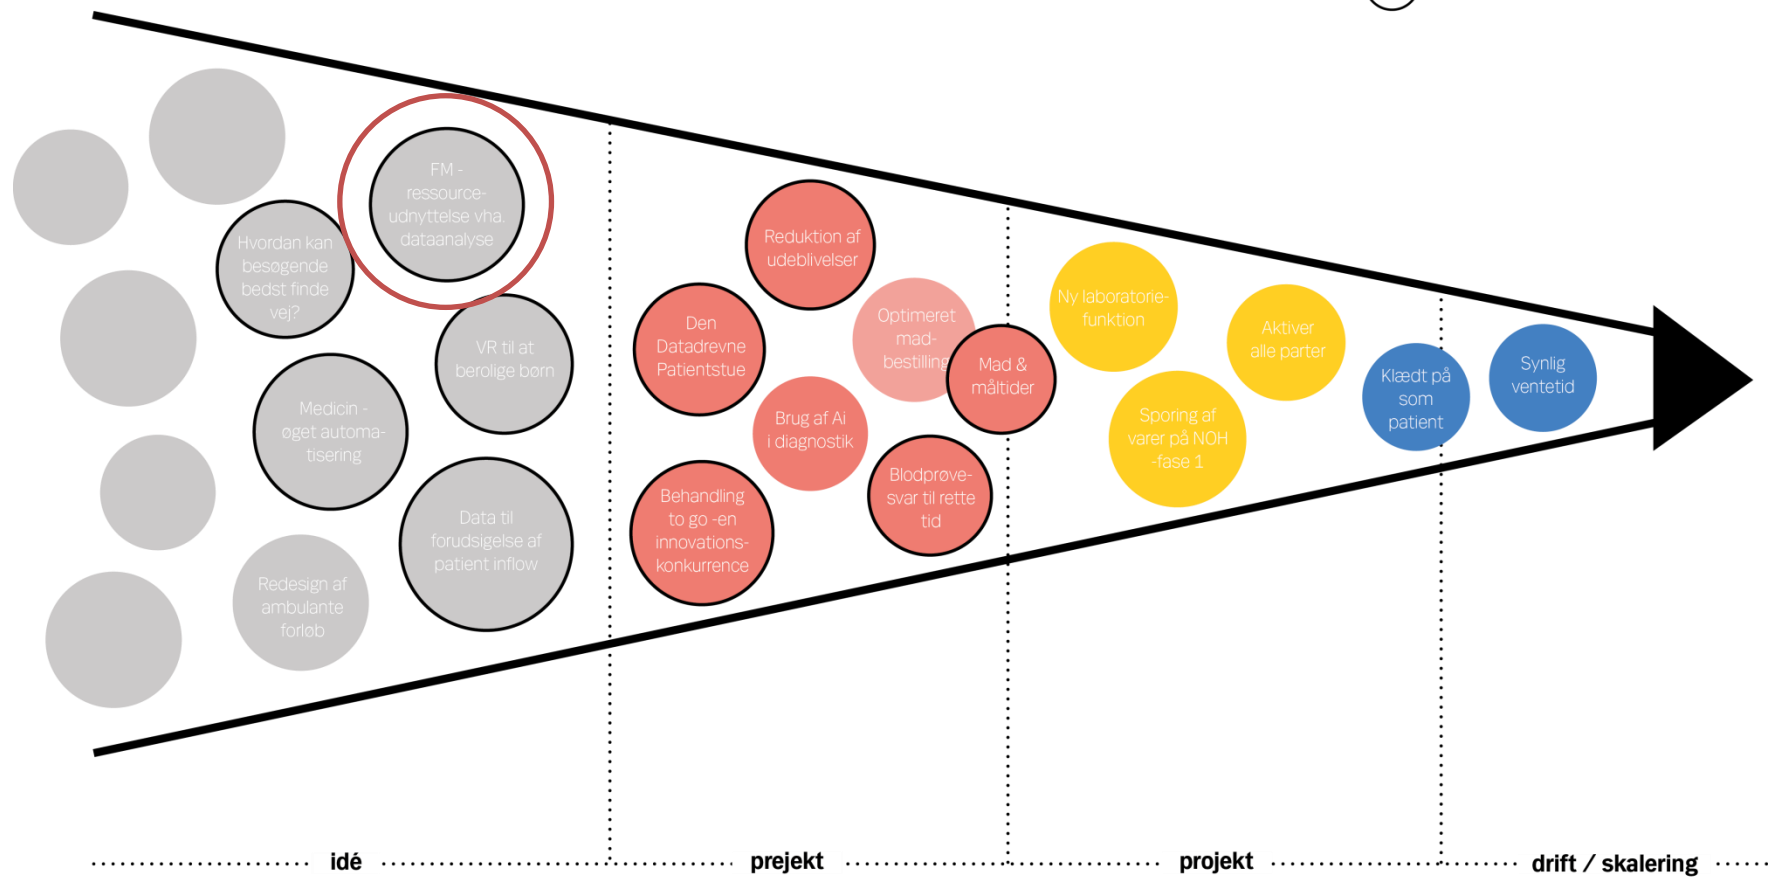 FM -
ressource-
udnyttelse vha.
dataanalyse
Hvordan kan
besøgende
bedst finde
vej?
VR til at
berolige børn
Medicin -
øget automa-
tisering
Data til
forudsigelse af
patient inflow
Redesign af
ambulante
forløb
Reduktion af
udeblivelser
Den
Datadrevne
Patientstue
Optimeret
mad-
bestilling
Mad &
måltider
Brug af Ai
i diagnostik
Blodprøve-
svar til rette
tid
Behandling
to go -en
innovations-
konkurrence
Ny laboratorie-
funktion
Aktiver
alle parter
Sporing af
varer på NOH
-fase 1
Klædt på
som
patient
Synlig
ventetid
idé
prejekt
projekt
drift / skalering